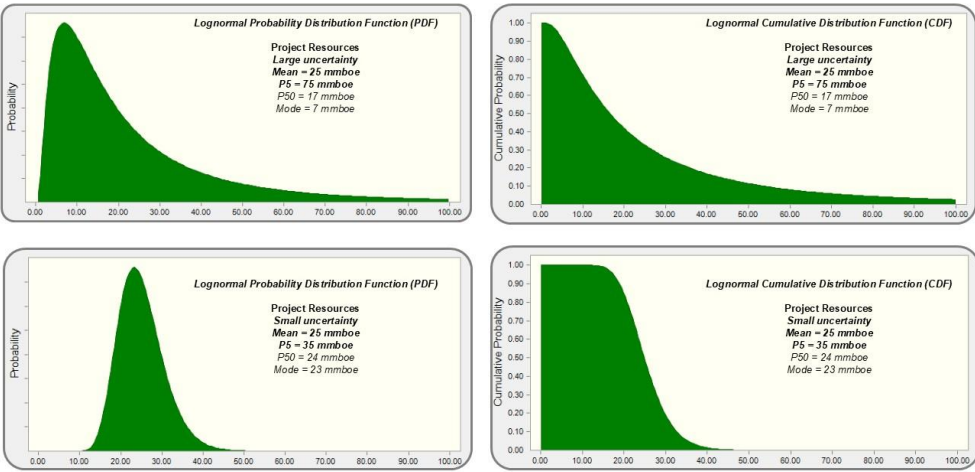 Lognormal Probability Distribution Function (PDF)
Project Resources
Large uncertainty
Mean = 25 mmboe
P5 = 75 mmboe
P50 = 17 mmboe
Mode = 7 mmboe
Probability
0.00 10.00 20.00 30.00 40.00 50.00 60.00 70.00 80.00 90.00 100.00
Lognormal Cumulative Distribution Function (CDF)
Project Resources
Large uncertainty
Mean = 25 mmboe
P5 = 75 mmboe
P50 = 17 mmboe
Mode = 7 mmboe
Cumulative Probability
1.00
0.90
0.80
0.70
0.60
0.50
0.40
0.30
0.20
0.10
0.00
0.00 10.00 20.00 30.00 40.00 50.00 60.00 70.00 80.00 90.00 100.00
Lognormal Probability Distribution Function (PDF)
Project Resources
Small uncertainty
Mean = 25 mmboe
P5 = 35 mmboe
P50 = 24 mmboe
Mode = 23 mmboe
Probability
0.00 10.00 20.00 30.00 40.00 50.00 60.00 70.00 80.00 90.00 100.00
Lognormal Cumulative Distribution Function (CDF)
Project Resources
Small uncertainty
Mean = 25 mmboe
P5 = 35 mmboe
P50 = 24 mmboe
Mode = 23 mmboe
Cumulative Probability
1.00
0.90
0.80
0.70
0.60
0.50
0.40
0.30
0.20
0.10
0.00
0.00 10.00 20.00 30.00 40.00 50.00 60.00 70.00 80.00 90.00 100.00